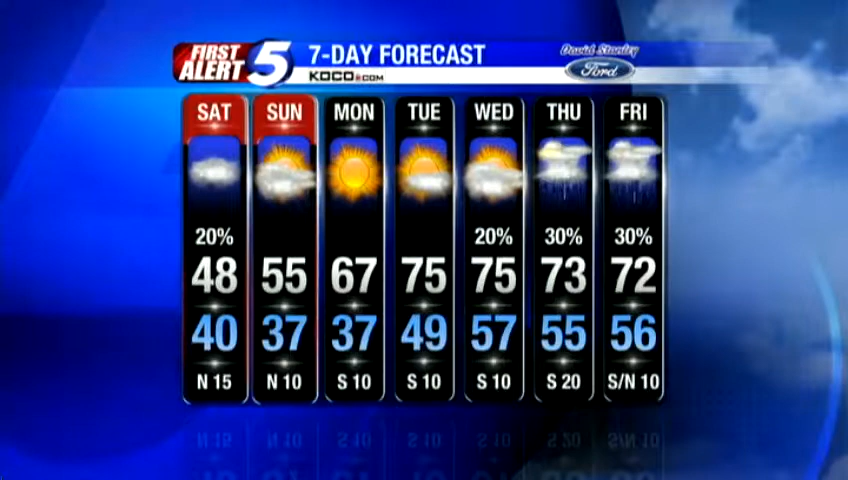 FIRST ALERT 5
7-DAY FORECAST
KOCO.COM
David Stanley
Ford
SAT SUN MON TUE WED THU FRI
20% 20% 30% 30%
48 55 67 75 75 73 72
40 37 37 49 57 55 56
N 15 N 10 S 10 S 10 S 10 S 20 S/N 10